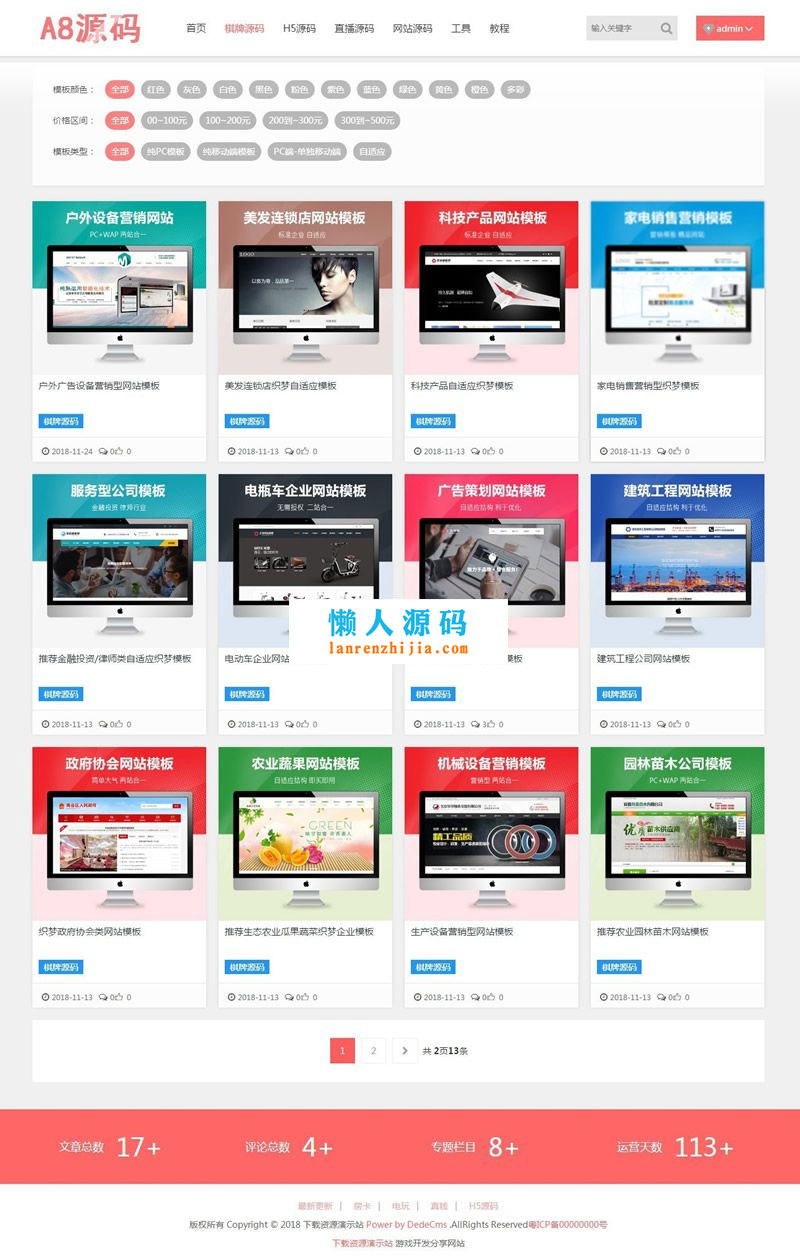 A8源码
首页 棋牌源码 H5源码 直播源码 网站源码 工具 教程
输入关键字
admin
模板颜色： 全部 红色 灰色 白色 黑色 粉色 紫色 蓝色 绿色 黄色 橙色 多彩
价格区间： 全部 00~100元 100~200元 200到~300元 300到~500元
模板类型： 全部 纯PC模板 纯移动端模板 PC端-单独移动端 自适应
户外设备营销网站
PC+WAP 两站合一
户外广告设备营销型网站模板
棋牌源码
2018-11-24 0 0
美发连锁店网站模板
标准企业 自适应
美发连锁店织梦自适应模板
棋牌源码
2018-11-13 0 0
科技产品网站模板
标准企业 自适应
科技产品自适应织梦模板
棋牌源码
2018-11-13 0 0
家电销售营销模板
营销模板 精品网站
家电销售营销型织梦模板
棋牌源码
2018-11-13 0 0
服务型公司模板
金融投资 律师行业
推荐金融投资/律师类自适应织梦模板
棋牌源码
2018-11-13 0 0
电瓶车企业网站模板
无需授权 二站合一
电动车企业网站
棋牌源码
2018-11-13 0 0
广告策划网站模板
自适应结构 利于优化
模板
棋牌源码
2018-11-13 3 0
建筑工程网站模板
自适应结构 利于优化
建筑工程公司网站模板
棋牌源码
2018-11-13 0 0
懒人源码
lanrenzhijia.com
政府协会网站模板
简单大气 两站合一
织梦政府协会类网站模板
棋牌源码
2018-11-13 0 0
农业蔬果网站模板
自适应结构 即买即用
GREEN
推荐生态农业瓜果蔬菜织梦企业模板
棋牌源码
2018-11-13 0 0
机械设备营销模板
营销型 两站合一
精工品质
生产设备营销型网站模板
棋牌源码
2018-11-13 0 0
园林苗木公司模板
PC+WAP 两站合一
优质苗木供应商
推荐农业园林苗木网站模板
棋牌源码
2018-11-13 0 0
1 2 共 2页13条
文章总数 17+ 评论总数 4+ 专题栏目 8+ 运营天数 113+
最新更新 | 房卡 | 电玩 | 真钱 | H5源码
版权所有 Copyright © 2018 下载资源演示站 Power by DedeCms .AllRights Reserved粤ICP备00000000号
下载资源演示站 游戏开发分享网站